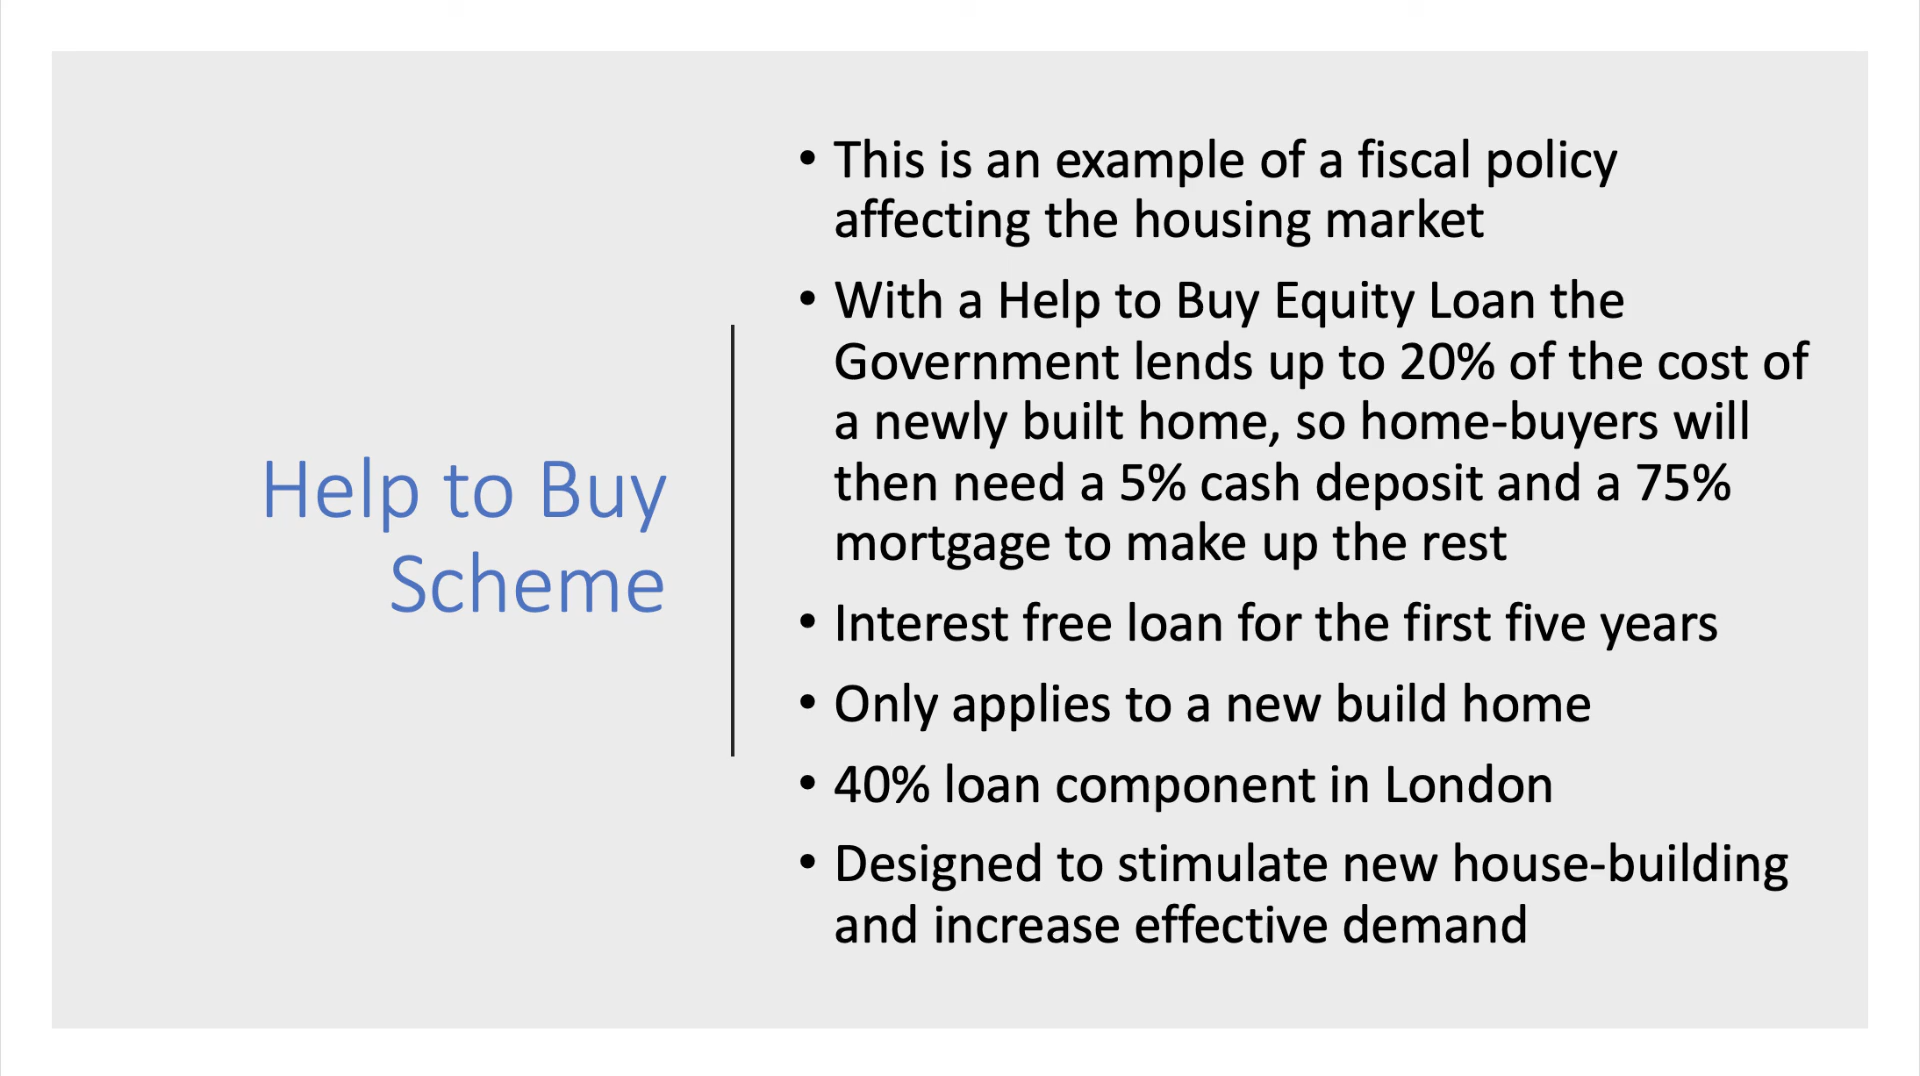 Help to Buy
Scheme
• This is an example of a fiscal policy
affecting the housing market
• With a Help to Buy Equity Loan the
Government lends up to 20% of the cost of
a newly built home, so home-buyers will
then need a 5% cash deposit and a 75%
mortgage to make up the rest
• Interest free loan for the first five years
• Only applies to a new build home
• 40% loan component in London
• Designed to stimulate new house-building
and increase effective demand